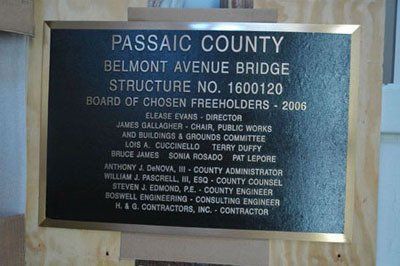 PASSAIC COUNTY
BELMONT AVENUE BRIDGE
STRUCTURE NO. 1600120
BOARD OF CHOSEN FREEHOLDERS - 2006
ELEASE EVANS - DIRECTOR
JAMES GALLAGHER - CHAIR, PUBLIC WORKS
AND BUILDINGS & GROUNDS COMMITTEE
LOIS A. CUCCINELLO TERRY DUFFY
BRUCE JAMES SONIA ROSADO PAT LEPORE
ANTHONY J. DeNOVA, III - COUNTY ADMINISTRATOR
WILLIAM J. PASCRELL, III, ESQ - COUNTY COUNSEL
STEVEN J. EDMOND, P.E. - COUNTY ENGINEER
BOSWELL ENGINEERING - CONSULTING ENGINEER
H. & G. CONTRACTORS, INC. - CONTRACTOR